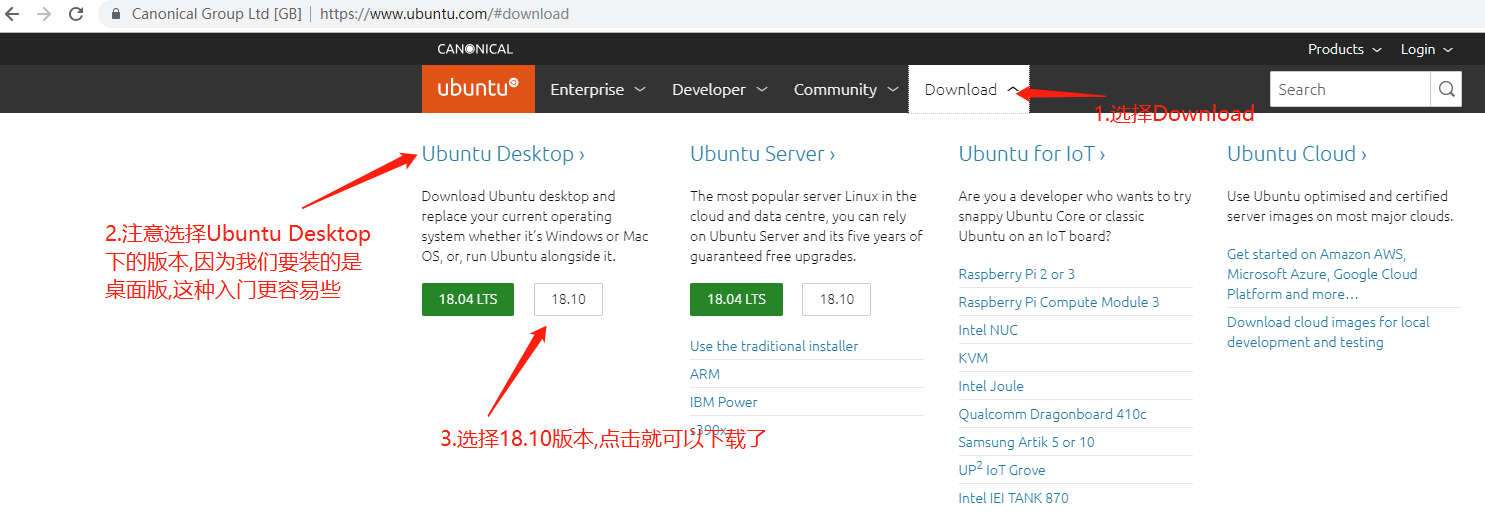 Canonical Group Ltd [GB] | https://www.ubuntu.com/#download
CANONICAL
Products
Login
ubuntu
Enterprise
Developer
Community
Download
Search
1.选择Download
Ubuntu Desktop ›
Download Ubuntu desktop and
replace your current operating
system whether it's Windows or Mac
OS, or, run Ubuntu alongside it.
18.04 LTS
18.10
2.注意选择Ubuntu Desktop
下的版本,因为我们要装的是
桌面版,这种入门更容易些
3.选择18.10版本,点击就可以下载了
Ubuntu Server ›
The most popular server Linux in the
cloud and data centre, you can rely
on Ubuntu Server and its five years of
guaranteed free upgrades.
18.04 LTS
18.10
Use the traditional installer
ARM
IBM Power
s390x
Ubuntu for IoT ›
Are you a developer who wants to try
snappy Ubuntu Core or classic
Ubuntu on an IoT board?
Raspberry Pi 2 or 3
Raspberry Pi Compute Module 3
Intel NUC
KVM
Intel Joule
Qualcomm Dragonboard 410c
Samsung Artik 5 or 10
UP² IoT Grove
Intel IEI TANK 870
Ubuntu Cloud ›
Use Ubuntu optimised and certified
server images on most major clouds.
Get started on Amazon AWS,
Microsoft Azure, Google Cloud
Platform and more…
Download cloud images for local
development and testing